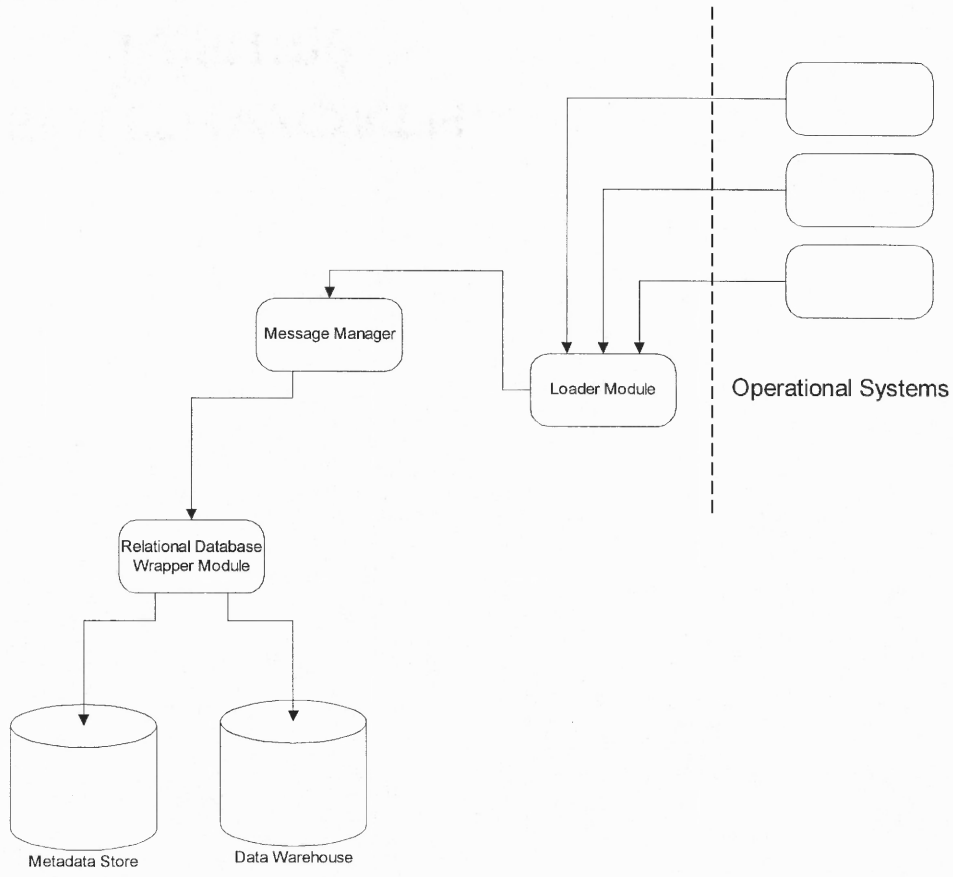 Message Manager
Loader Module
Operational Systems
Relational Database
Wrapper Module
Metadata Store
Data Warehouse